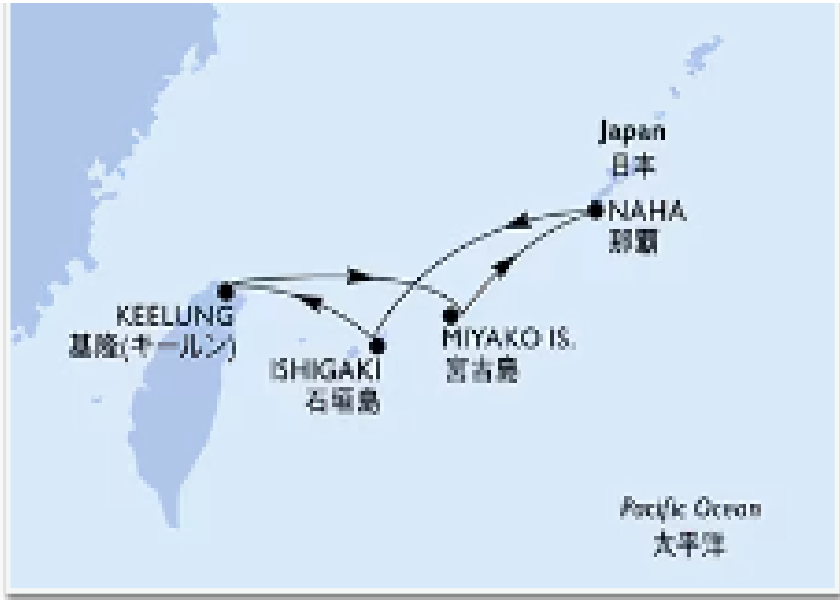 Japan
日本
NAHA
那覇
KEELUNG
基隆(キールン)
MIYAKO IS.
宮古島
ISHIGAKI
石垣島
Pacific Ocean
太平洋